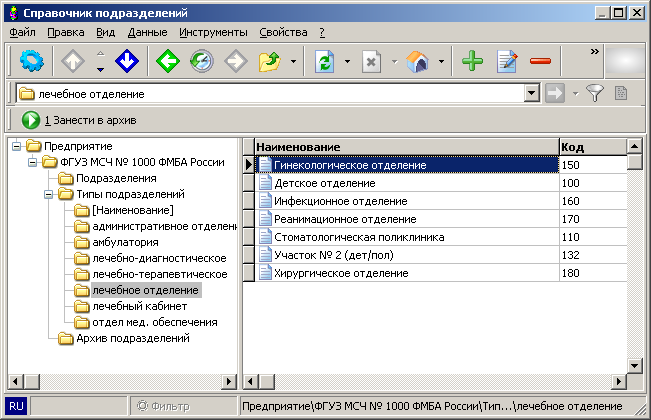 Справочник подразделений
Файл Правка Вид Данные Инструменты Свойства ?
»
лечебное отделение
1 Занести в архив
Предприятие
ФГУЗ МСЧ № 1000 ФМБА России
Подразделения
Типы подразделений
[Наименование]
административное отделен
амбулатория
лечебно-диагностическое
лечебно-терапевтическое
лечебное отделение
лечебный кабинет
отдел мед. обеспечения
Архив подразделений
Наименование Код
Гинекологическое отделение 150
Детское отделение 100
Инфекционное отделение 160
Реанимационное отделение 170
Стоматологическая поликлиника 110
Участок № 2 (дет/пол) 132
Хирургическое отделение 180
RU Фильтр Предприятие\ФГУЗ МСЧ № 1000 ФМБА России\Тип...\лечебное отделение